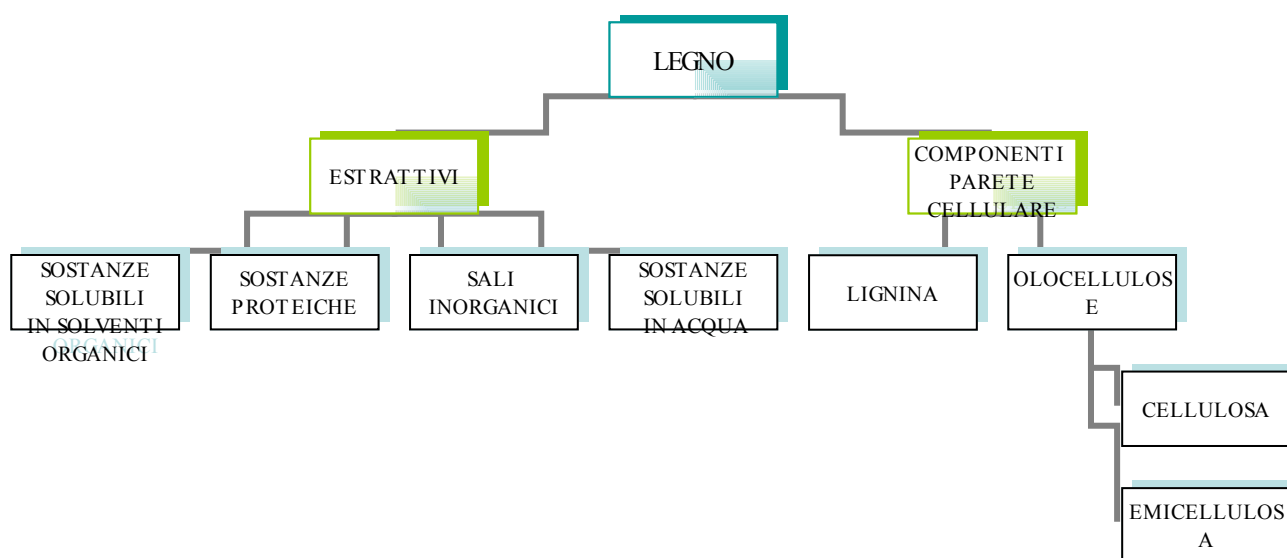 LEGNO
ESTRATTIVI
COMPONENTI
PARETE
CELLULARE
SOSTANZE
SOLUBILI
IN SOLVENTI
ORGANICI
ORGANICI
SOSTANZE
PROTEICHE
SALI
INORGANICI
SOSTANZE
SOLUBILI
IN ACQUA
LIGNINA
OLOCELLULOS
E
CELLULOSA
EMICELLULOS
A